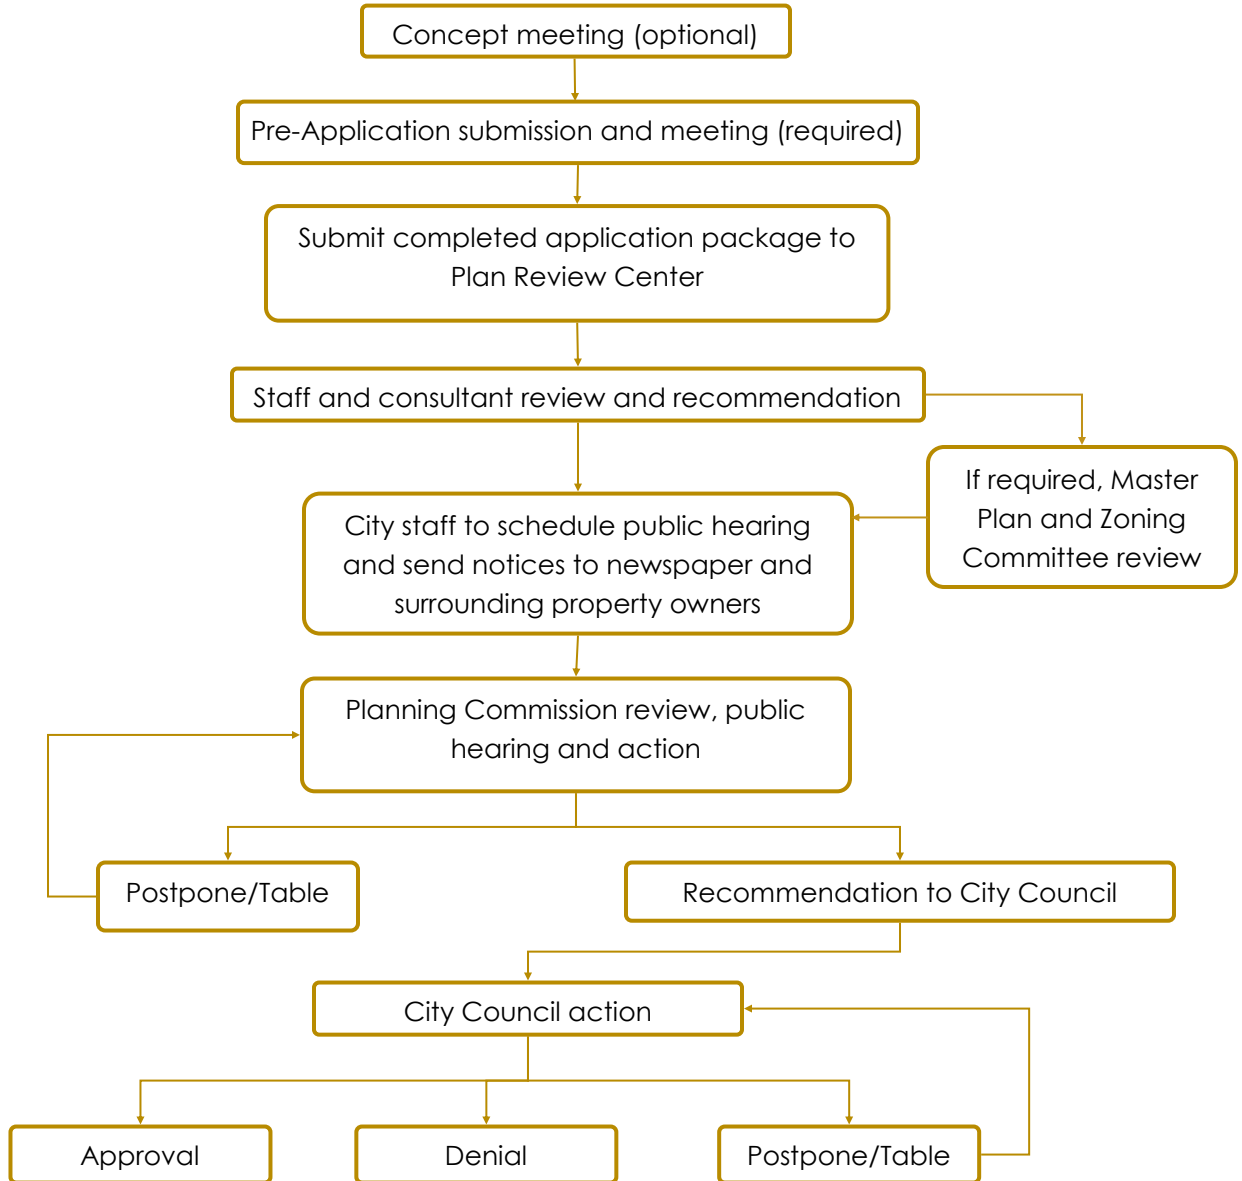 Concept meeting (optional)
Pre-Application submission and meeting (required)
Submit completed application package to
Plan Review Center
Staff and consultant review and recommendation
If required, Master
Plan and Zoning
Committee review
City staff to schedule public hearing
and send notices to newspaper and
surrounding property owners
Planning Commission review, public
hearing and action
Postpone/Table
Recommendation to City Council
City Council action
Approval
Denial
Postpone/Table